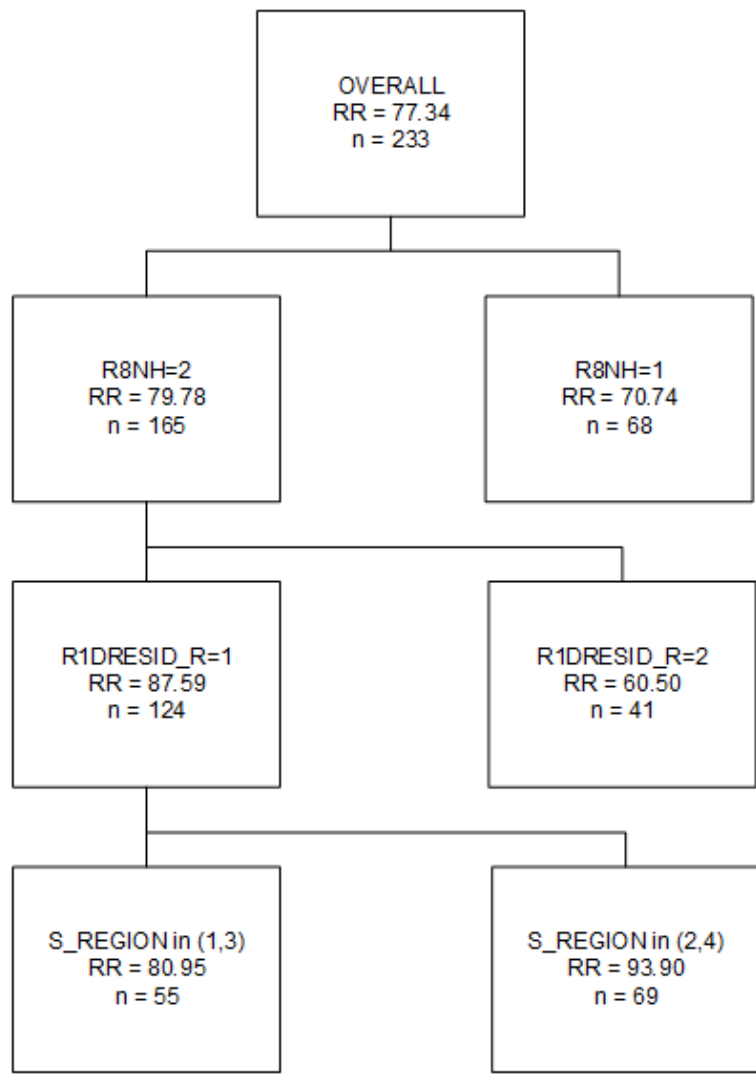 OVERALL
RR = 77.34
n = 233
R8NH=2
RR = 79.78
n = 165
R8NH=1
RR = 70.74
n = 68
R1DRESID_R=1
RR = 87.59
n = 124
R1DRESID_R=2
RR = 60.50
n = 41
S_REGION in (1,3)
RR = 80.95
n = 55
S_REGION in (2,4)
RR = 93.90
n = 69